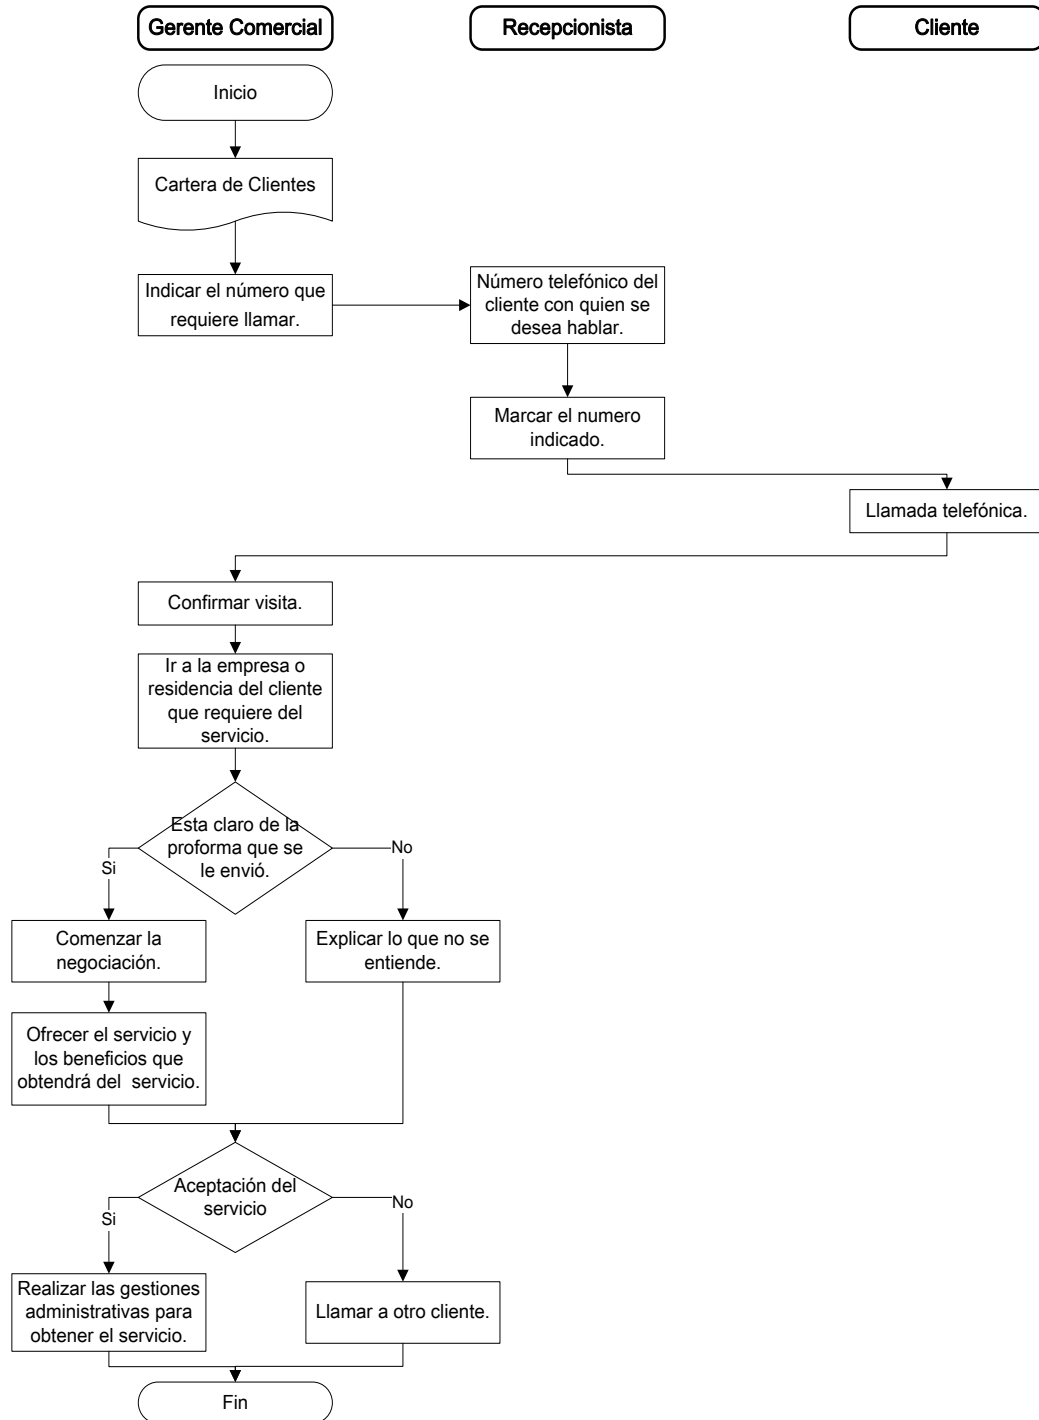 Gerente Comercial
Recepcionista
Cliente
Inicio
Cartera de Clientes
Indicar el número que
requiere llamar.
Número telefónico del
cliente con quien se
desea hablar.
Marcar el numero
indicado.
Llamada telefónica.
Confirmar visita.
Ir a la empresa o
residencia del cliente
que requiere del
servicio.
Esta claro de la
proforma que se
le envió.
Si
No
Comenzar la
negociación.
Explicar lo que no se
entiende.
Ofrecer el servicio y
los beneficios que
obtendrá del servicio.
Aceptación del
servicio
Si
No
Realizar las gestiones
administrativas para
obtener el servicio.
Llamar a otro cliente.
Fin